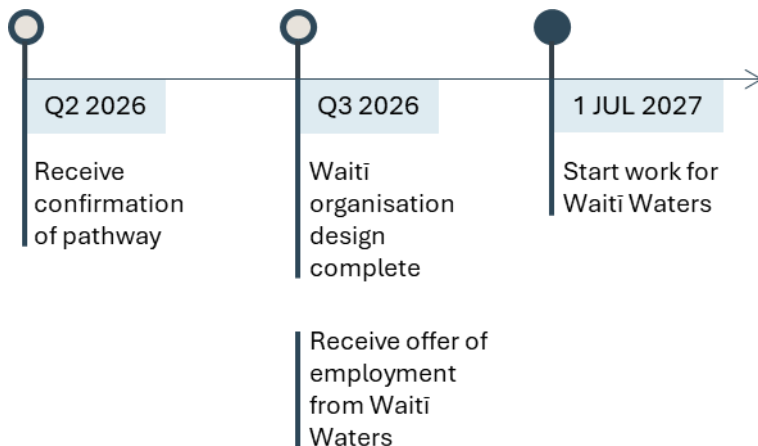 Q2 2026
Receive
confirmation
of pathway
Q3 2026
Waitī
organisation
design
complete
Receive offer of
employment
from Waitī
Waters
1 JUL 2027
Start work for
Waitī Waters